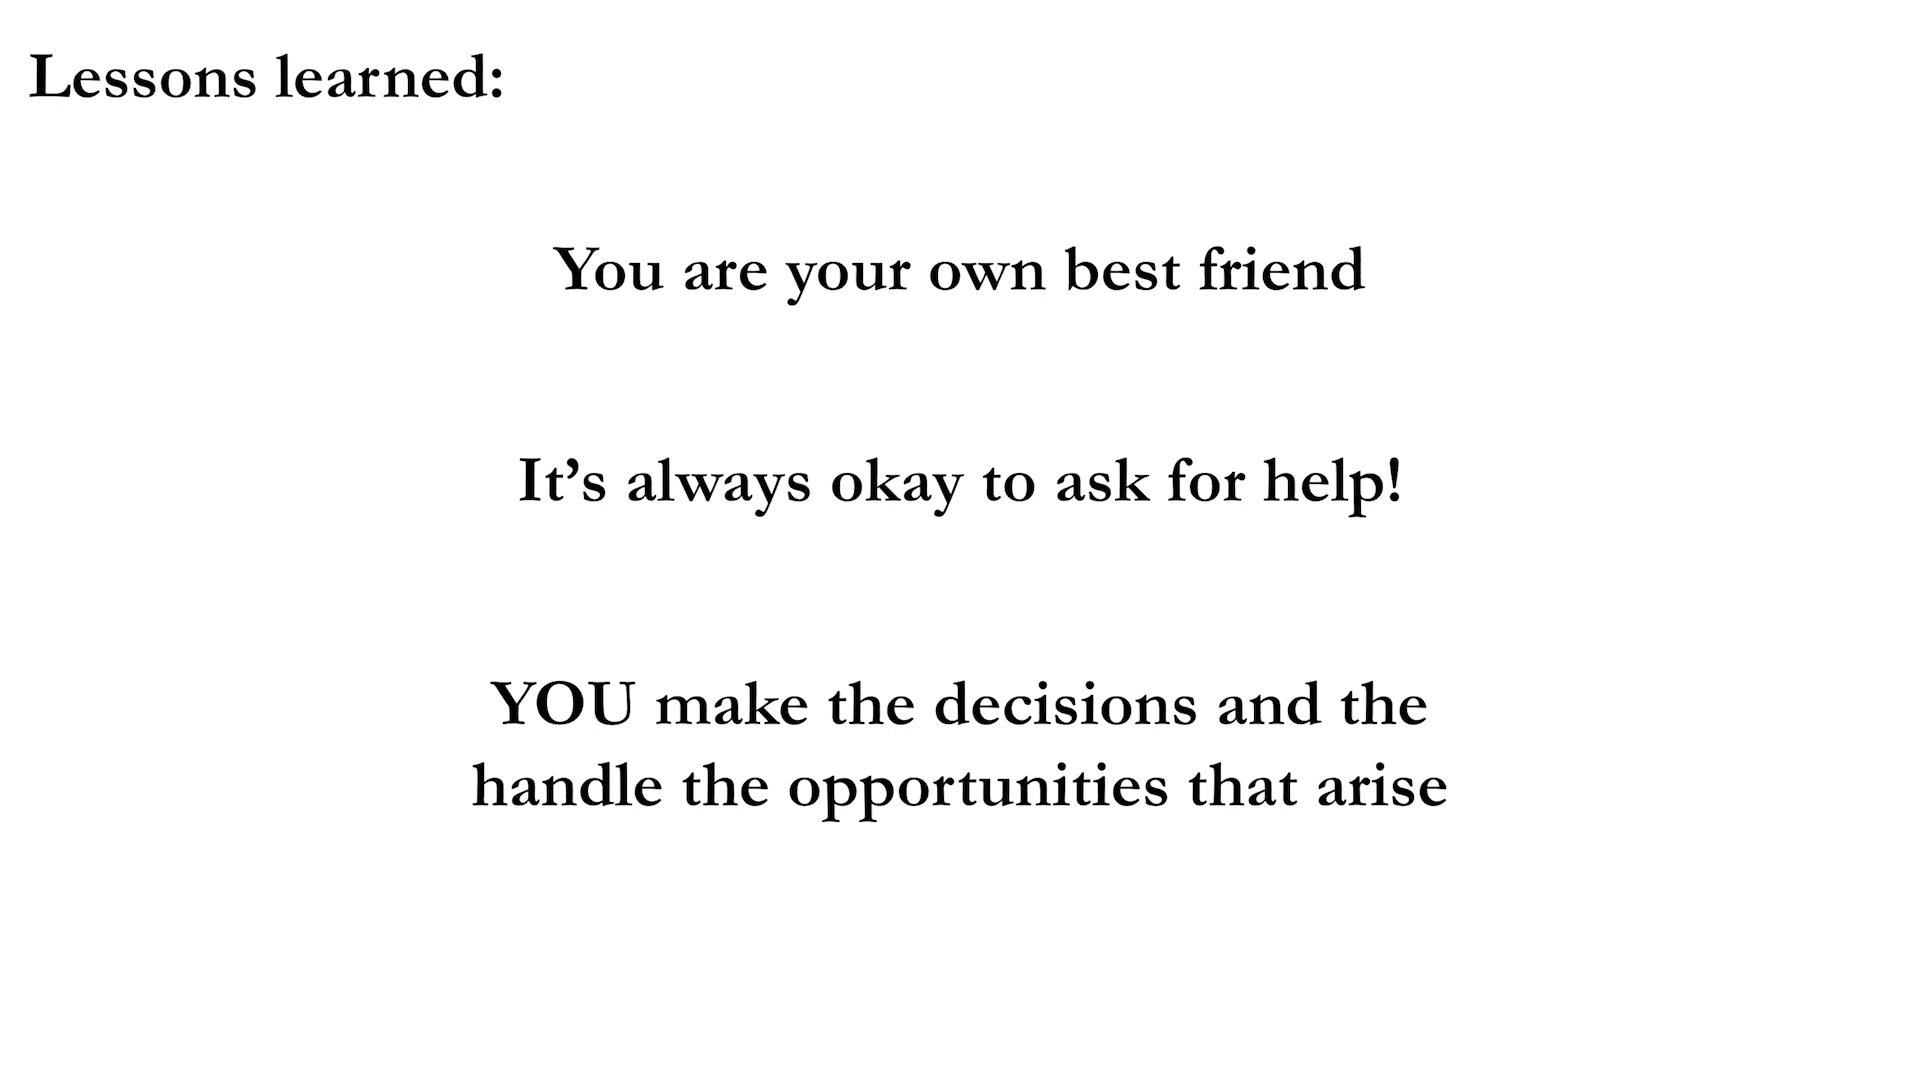 Lessons learned:
You are your own best friend
It’s always okay to ask for help!
YOU make the decisions and the
handle the opportunities that arise